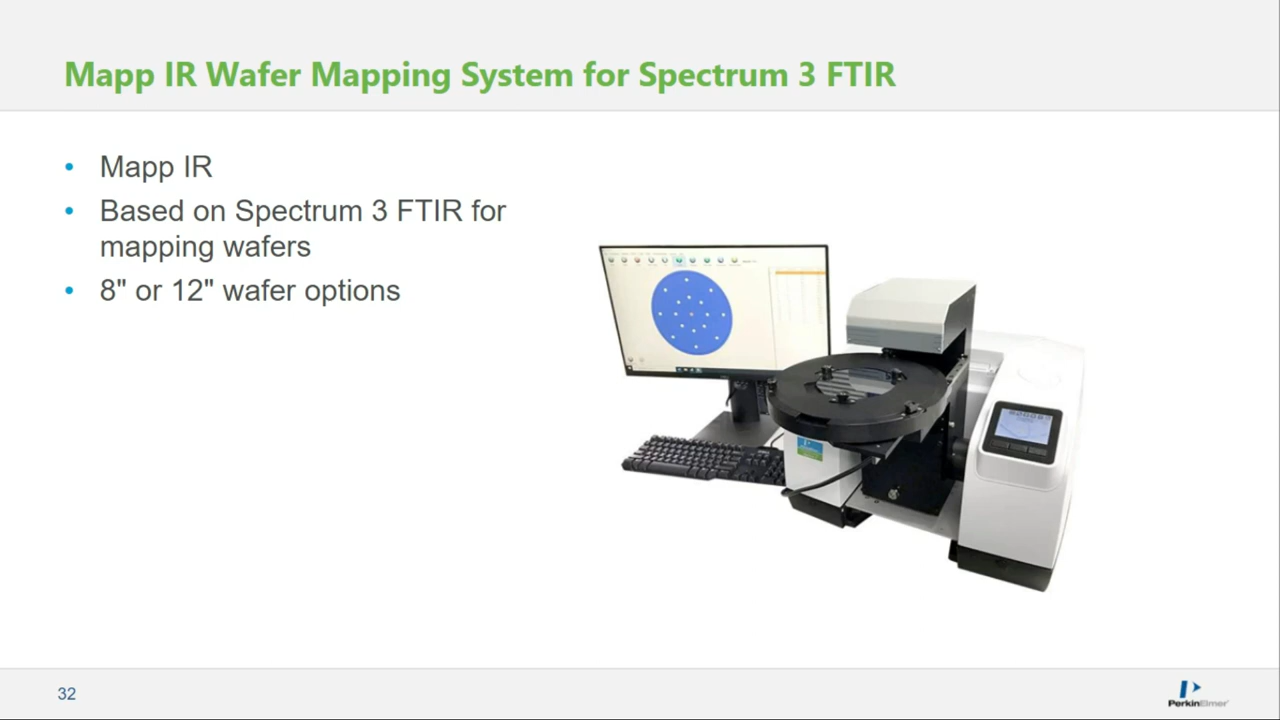 Mapp IR Wafer Mapping System for Spectrum 3 FTIR
• Mapp IR
• Based on Spectrum 3 FTIR for
mapping wafers
• 8" or 12" wafer options
32
PerkinElmer